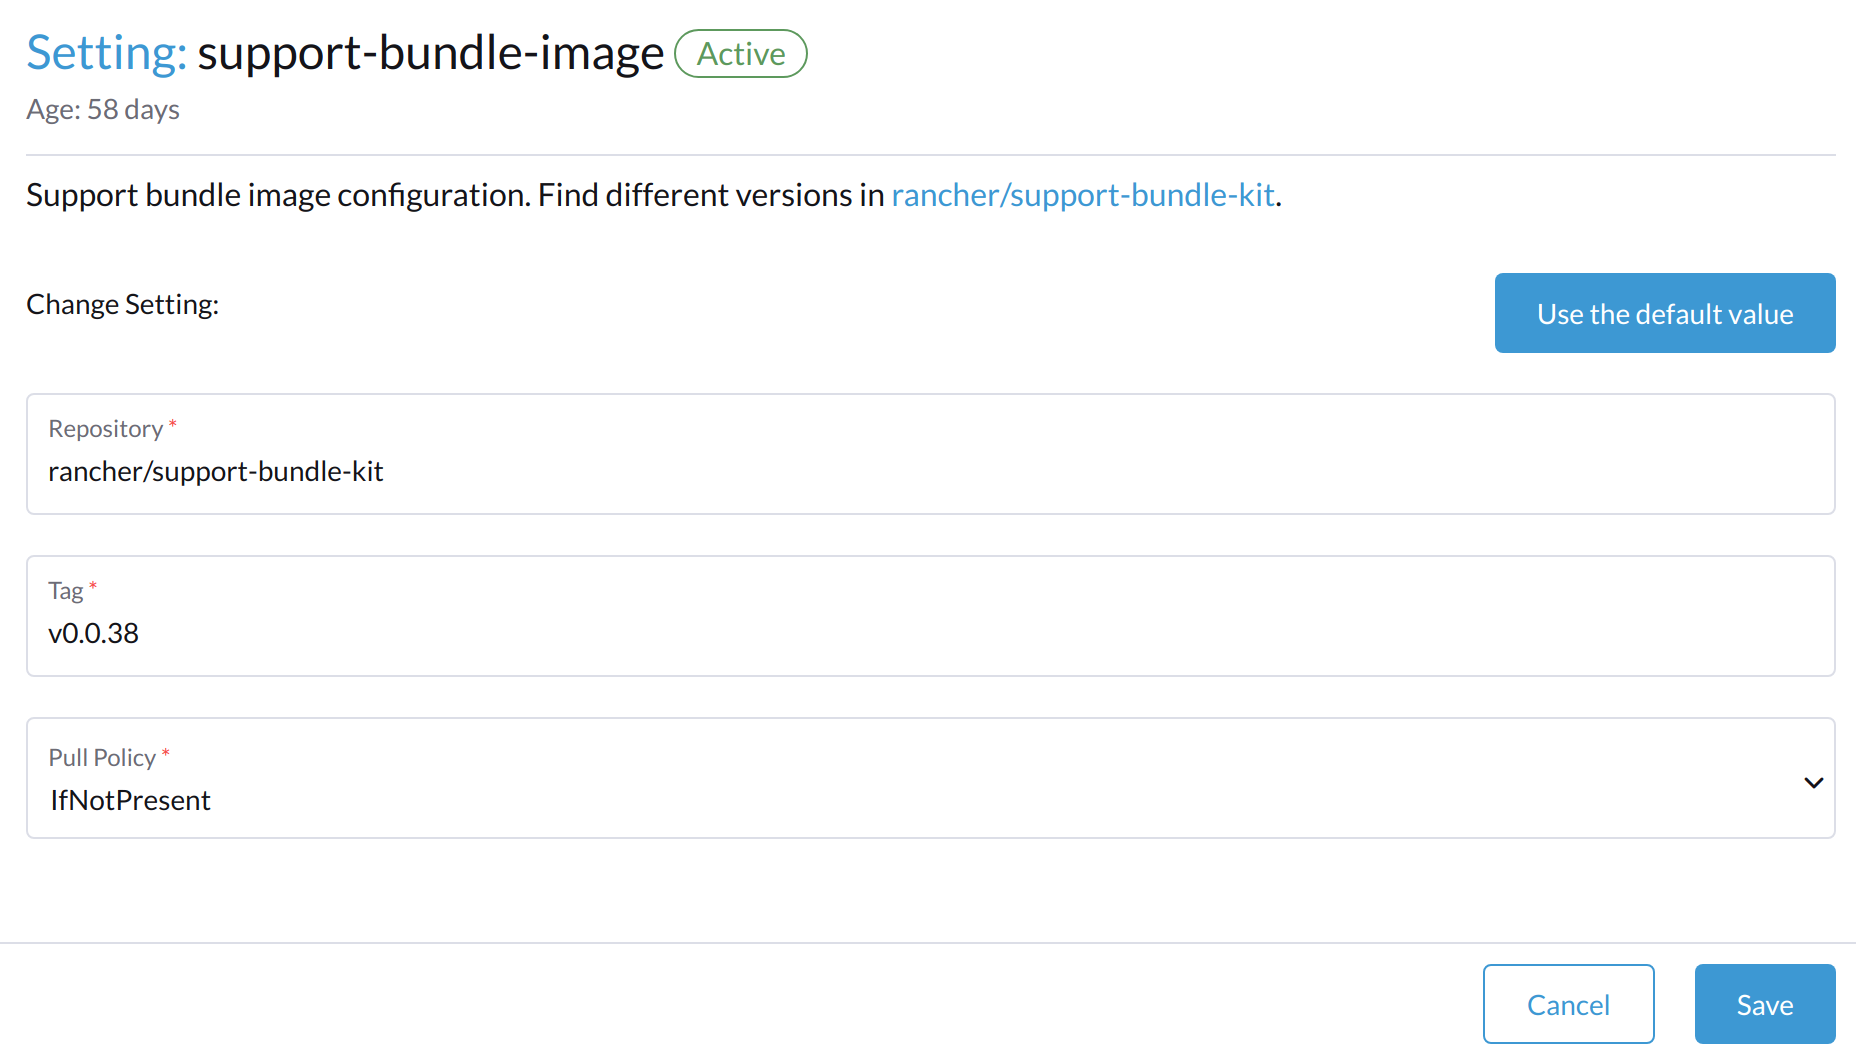 Setting: support-bundle-image Active
Age: 58 days
Support bundle image configuration. Find different versions in rancher/support-bundle-kit.
Change Setting:
Use the default value
Repository *
rancher/support-bundle-kit
Tag *
v0.0.38
Pull Policy *
IfNotPresent
Cancel
Save